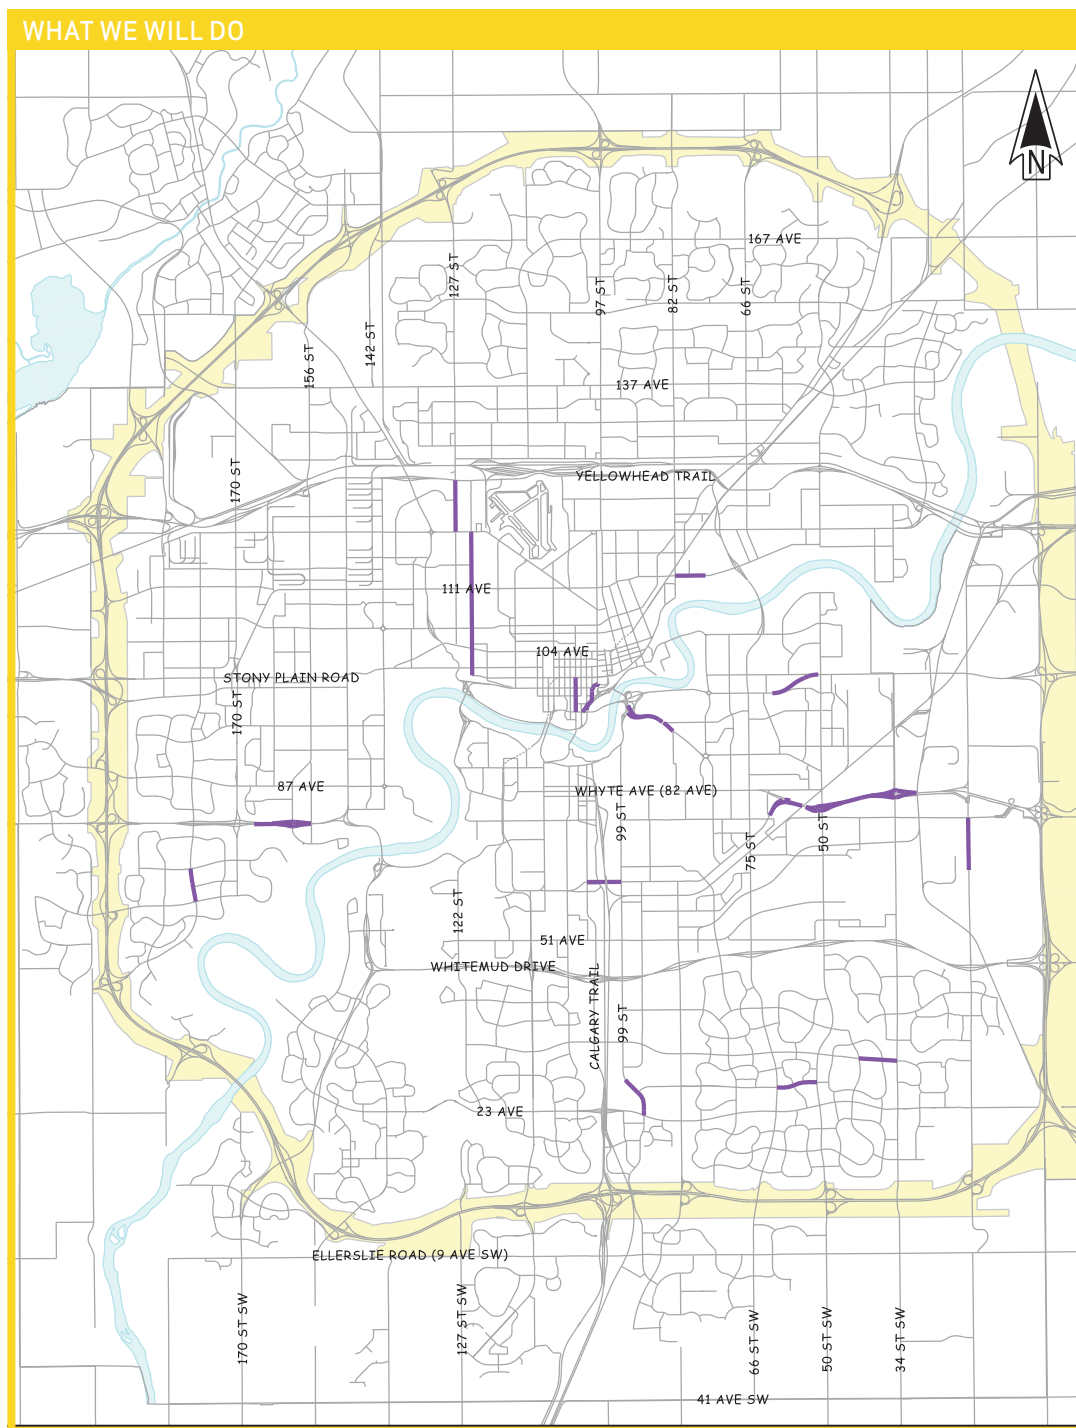 WHAT WE WILL DO
N
167 AVE
127 ST
97 ST
82 ST
66 ST
142 ST
156 ST
137 AVE
170 ST
YELLOWHEAD TRAIL
111 AVE
104 AVE
STONY PLAIN ROAD
170 ST
87 AVE
WHYTE AVE (82 AVE)
99 ST
75 ST
50 ST
122 ST
51 AVE
WHITEMUD DRIVE
CALGARY TRAIL
99 ST
23 AVE
ELLERSLIE ROAD (9 AVE SW)
170 ST SW
127 ST SW
66 ST SW
50 ST SW
34 ST SW
41 AVE SW